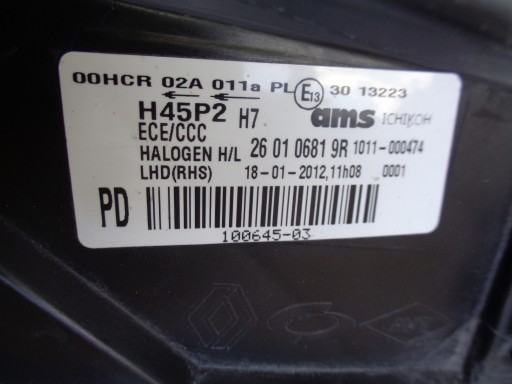 00HCR 02A 011a PL E13 30 13223
H45P2 H7 ams ICHIKOH
ECE/CCC
HALOGEN H/L 26 01 0681 9R 1011-000474
LHD(RHS) 18-01-2012,11h08 0001
PD
100645-03